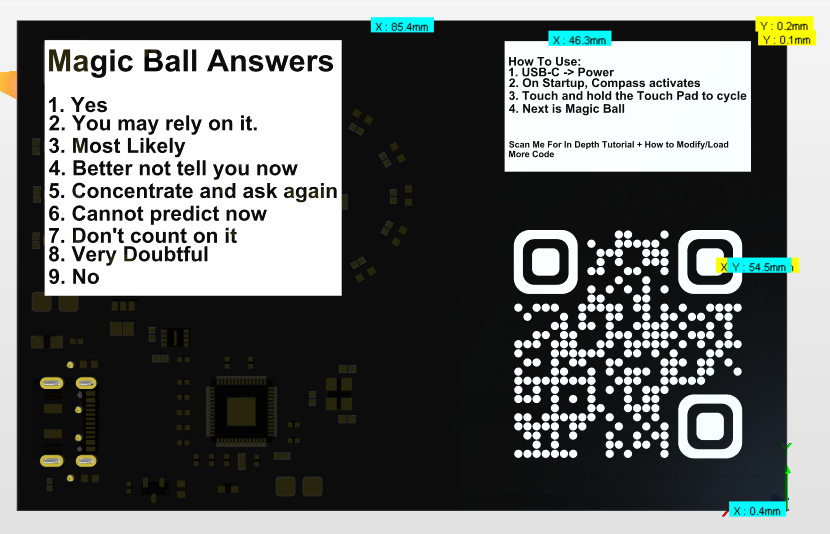 X : 85.4mm
Y : 0.2mm
X : 46.3mm
Y : 0.1mm
Magic Ball Answers
1. Yes
2. You may rely on it.
3. Most Likely
4. Better not tell you now
5. Concentrate and ask again
6. Cannot predict now
7. Don't count on it
8. Very Doubtful
9. No
How To Use:
1. USB-C -> Power
2. On Startup, Compass activates
3. Touch and hold the Touch Pad to cycle
4. Next is Magic Ball
Scan Me For In Depth Tutorial + How to Modify/Load
More Code
X Y : 54.5mm
Y
X : 0.4mm